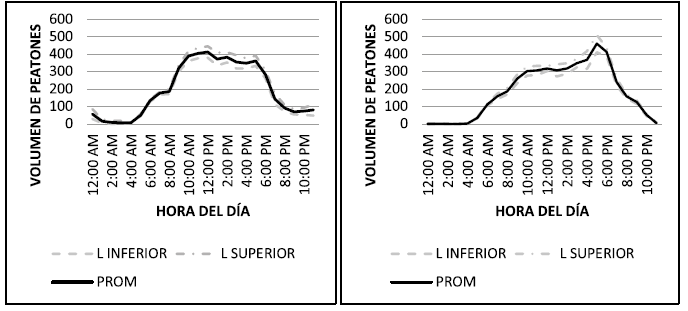 VOLUMEN DE PEATONES
600
500
400
300
200
100
0
12:00 AM
2:00 AM
4:00 AM
6:00 AM
8:00 AM
10:00 AM
12:00 PM
2:00 PM
4:00 PM
6:00 PM
8:00 PM
10:00 PM
HORA DEL DÍA
L INFERIOR
L SUPERIOR
PROM
VOLUMEN DE PEATONES
600
500
400
300
200
100
0
12:00 AM
2:00 AM
4:00 AM
6:00 AM
8:00 AM
10:00 AM
12:00 PM
2:00 PM
4:00 PM
6:00 PM
8:00 PM
10:00 PM
HORA DEL DÍA
L INFERIOR
L SUPERIOR
PROM